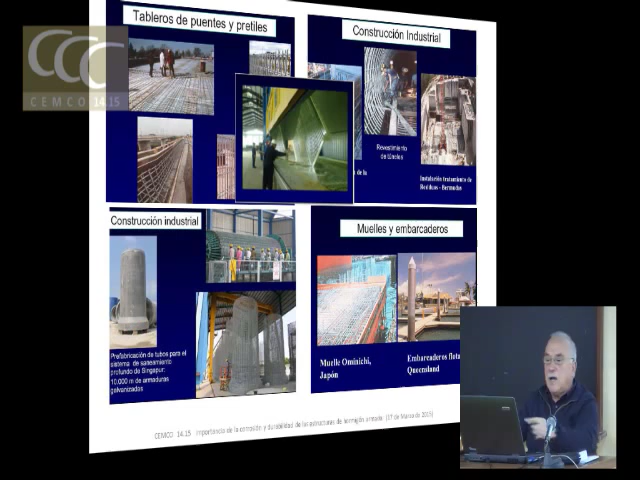 CCC
CEMCO 14.15
Tableros de puentes y pretiles
Construcción Industrial
Revestimiento
de túneles
Instalación tratamiento de
Residuos - Bermudas
Construcción industrial
Prefabricación de tubos para el
sistema de saneamiento
profundo de Singapur:
10.000 m de armaduras
galvanizadas
Muelles y embarcaderos
Muelle Ominichi,
Japón
Embarcaderos flota
Queensland
CEMCO 14.15 Importancia de la corrosión y durabilidad de las estructuras de hormigón armado (17 de Marzo de 2015)